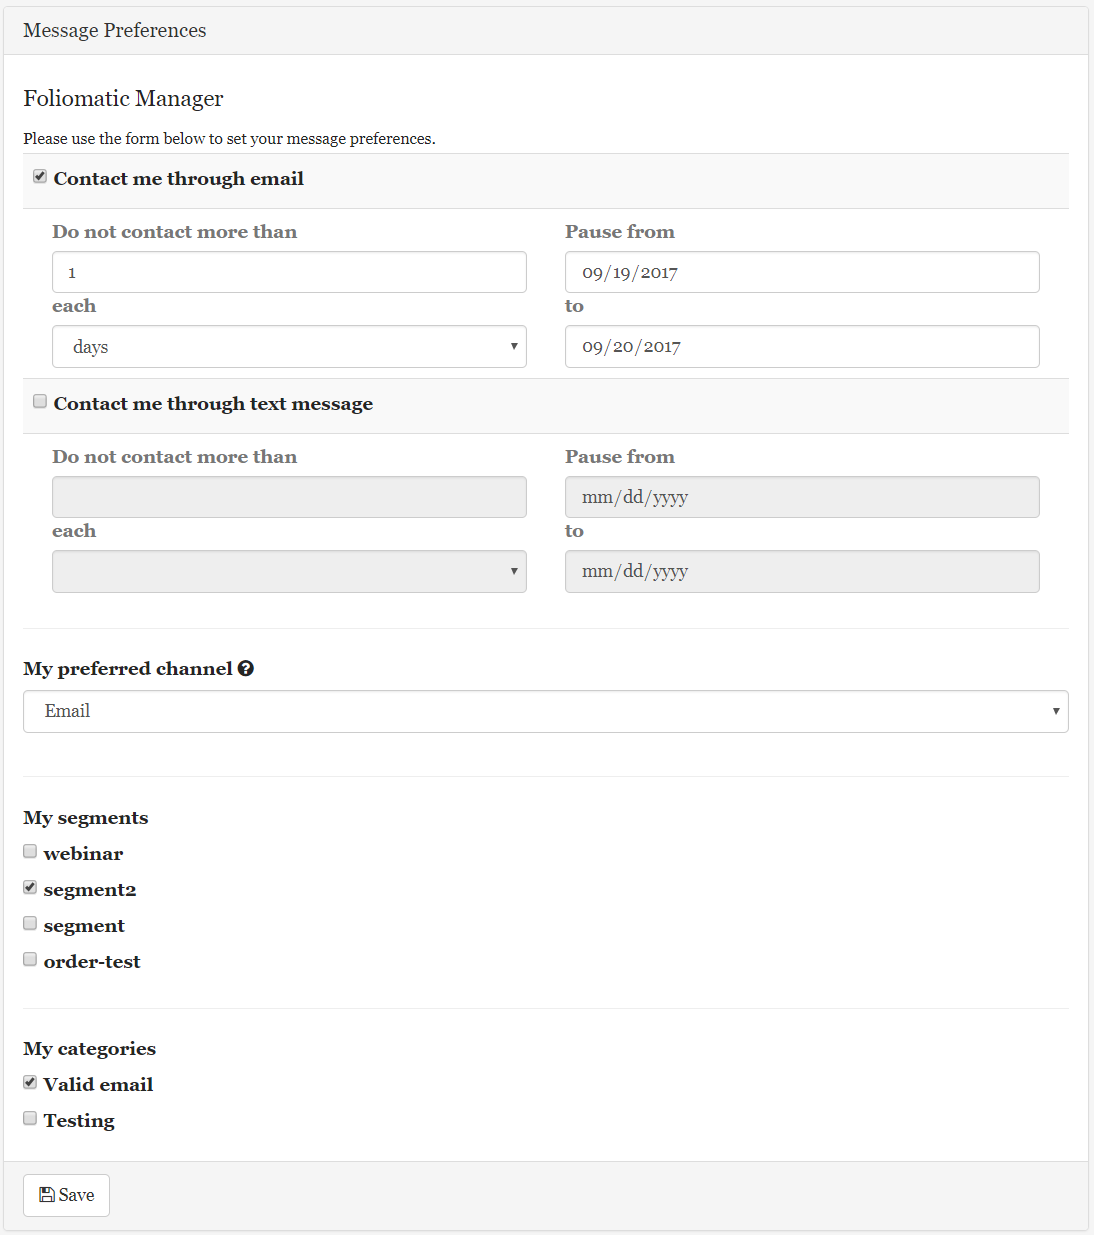 Message Preferences
Foliomatic Manager
Please use the form below to set your message preferences.
Contact me through email
Do not contact more than
Pause from
1
09/19/2017
each
to
days
09/20/2017
Contact me through text message
Do not contact more than
Pause from
mm/dd/yyyy
each
to
mm/dd/yyyy
My preferred channel
Email
My segments
webinar
segment2
segment
order-test
My categories
Valid email
Testing
Save